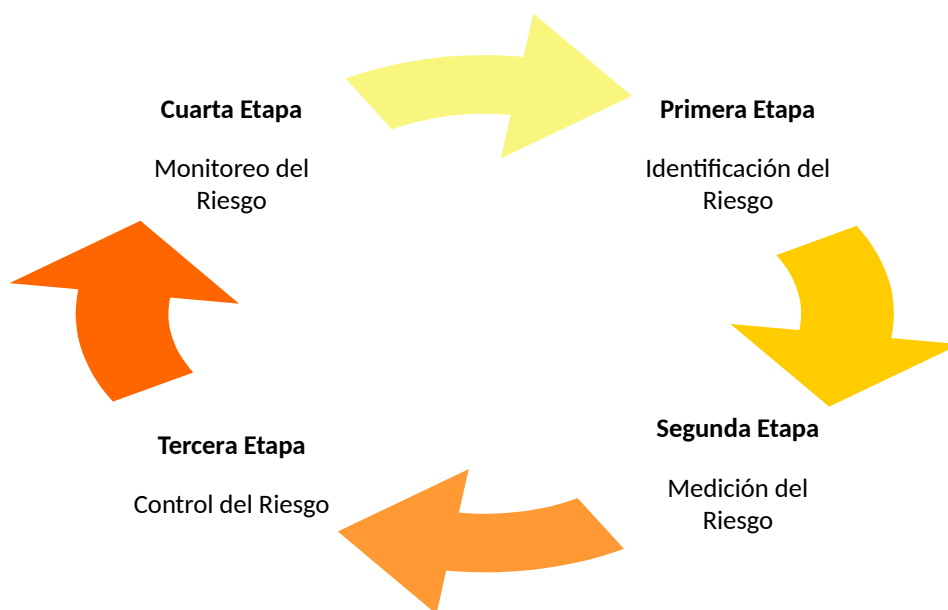 Cuarta Etapa
Monitoreo del
Riesgo
Primera Etapa
Identificación del
Riesgo
Tercera Etapa
Control del Riesgo
Segunda Etapa
Medición del
Riesgo